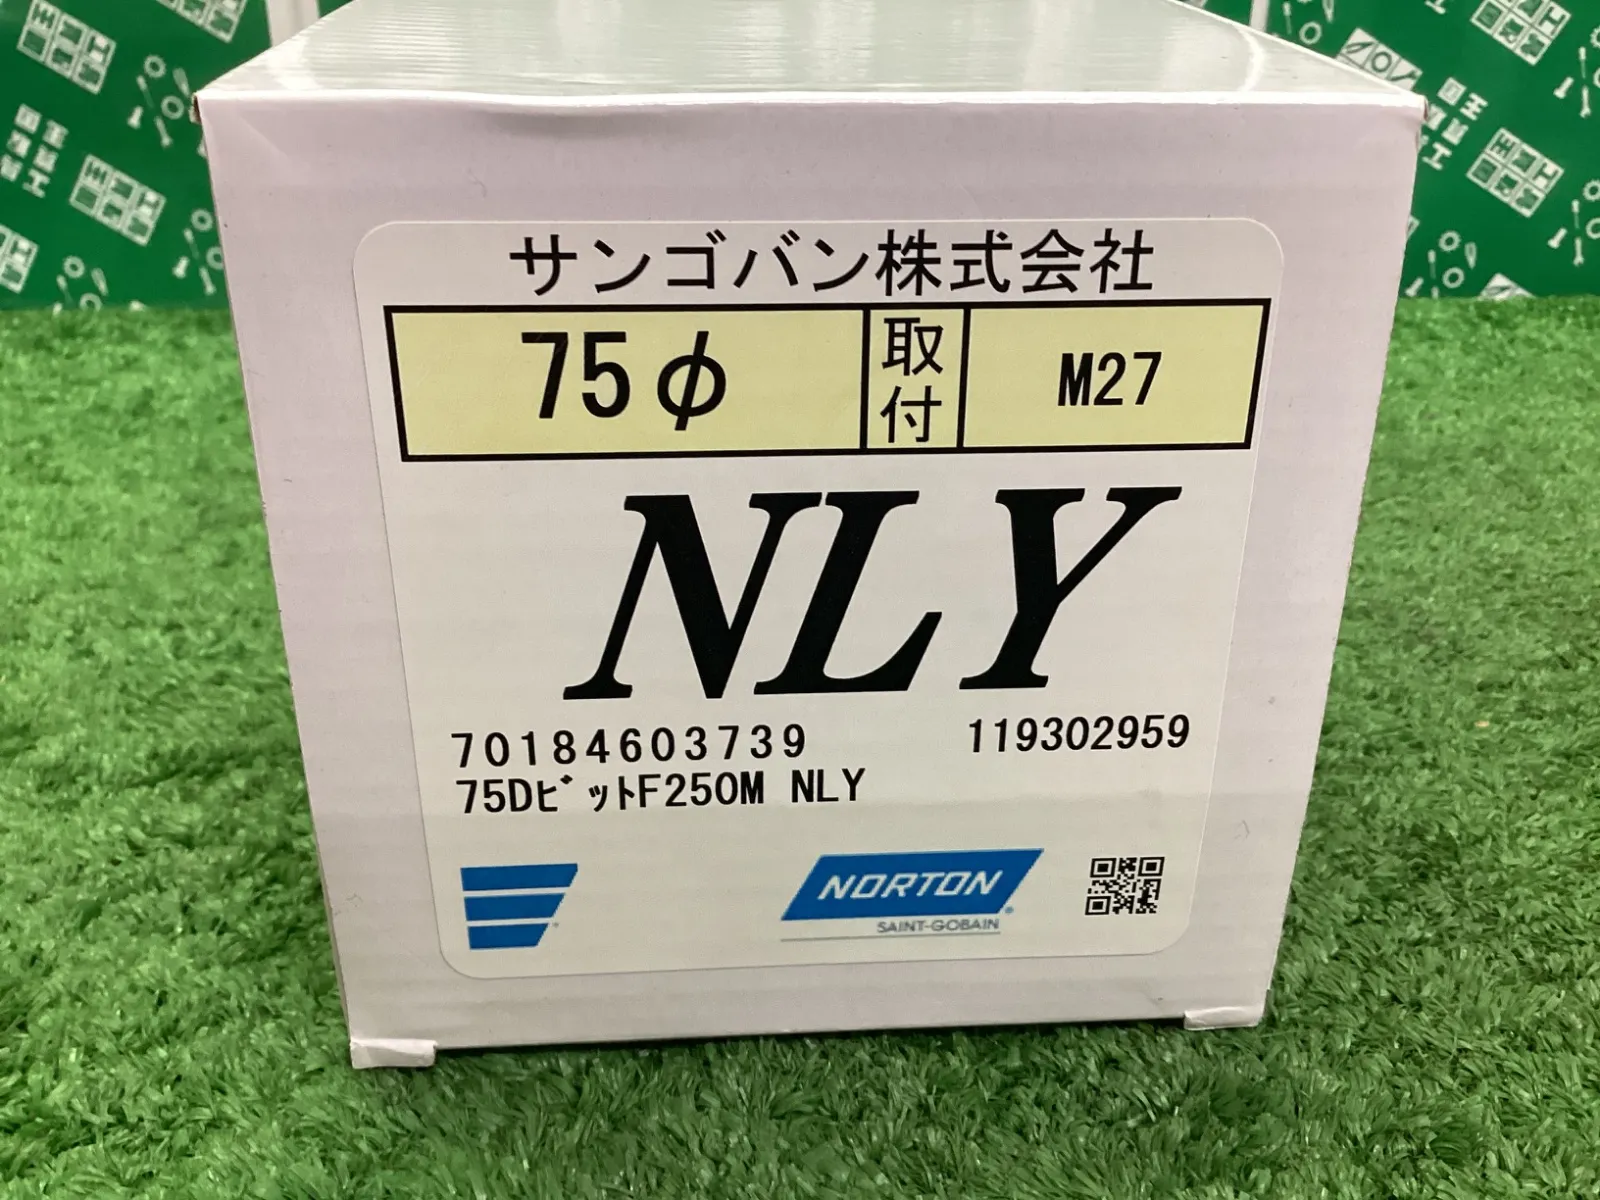 サンゴバン株式会社
75φ 取付 M27
NLY
70184603739 119302959
75DﾋﾞｯﾄF250M NLY
NORTON
SAINT-GOBAIN